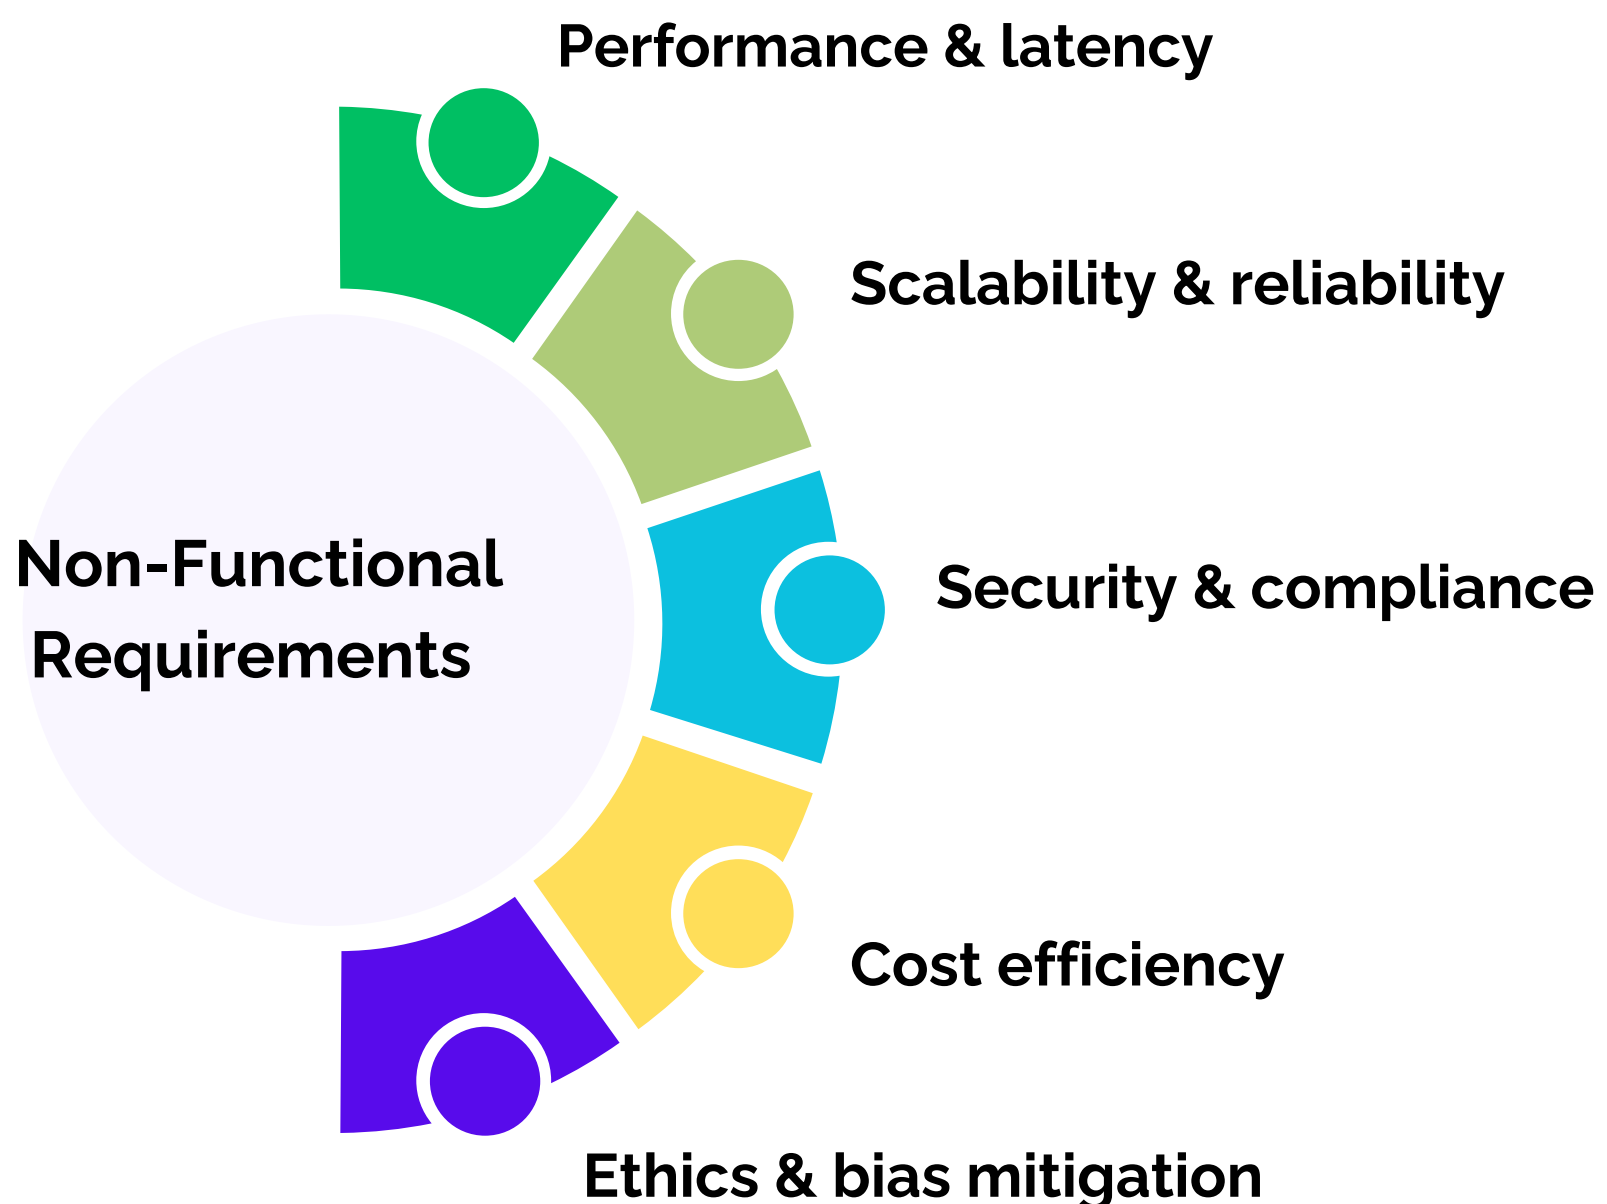 Performance & latency
Scalability & reliability
Non-Functional
Requirements
Security & compliance
Cost efficiency
Ethics & bias mitigation